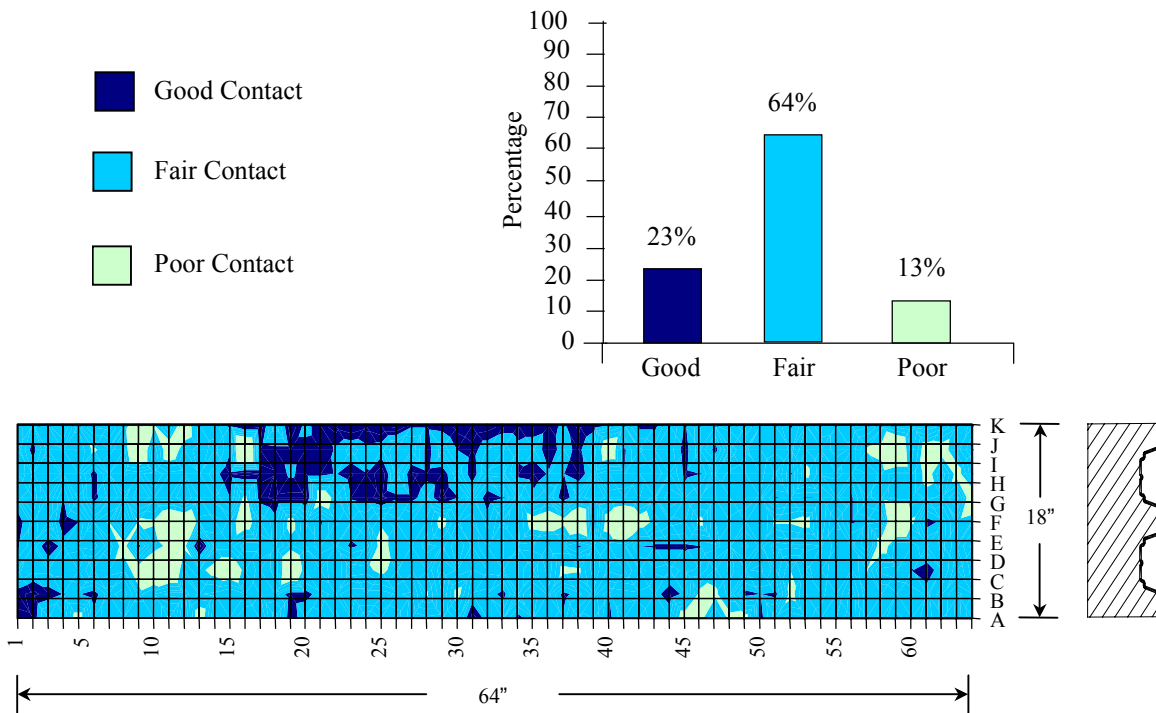 Good Contact
Fair Contact
Poor Contact
Percentage
100
90
80
70
60
50
40
30
20
10
0
23%
64%
13%
Good Fair Poor
K
J
I
H
G
F
E
D
C
B
A
1 5 10 15 20 25 30 35 40 45 50 55 60
18”
64”